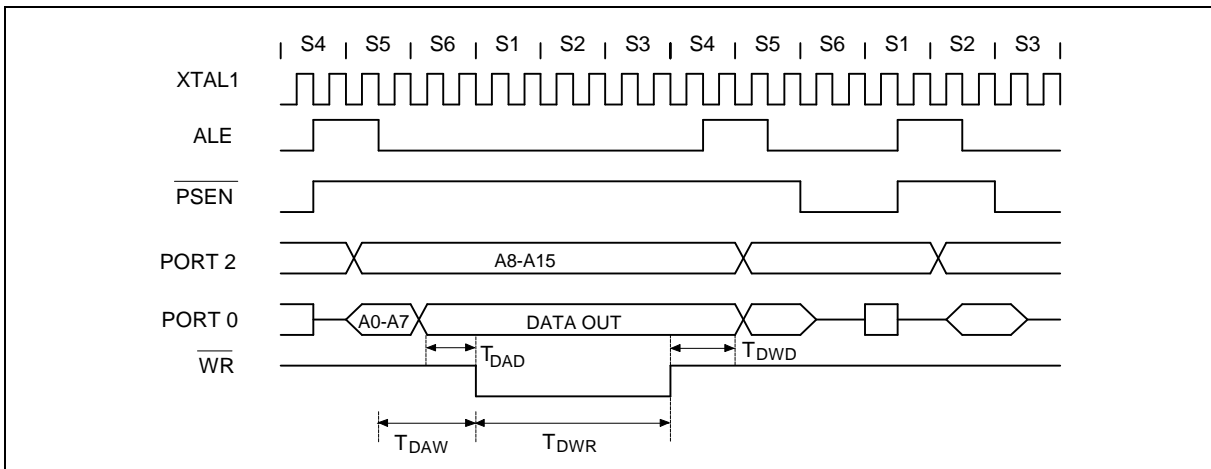 S4 S5 S6 S1 S2 S3 S4 S5 S6 S1 S2 S3
XTAL1
ALE
PSEN
PORT 2 A8-A15
PORT 0 A0-A7 DATA OUT
WR TDAD TDWD
TDAW TDWR